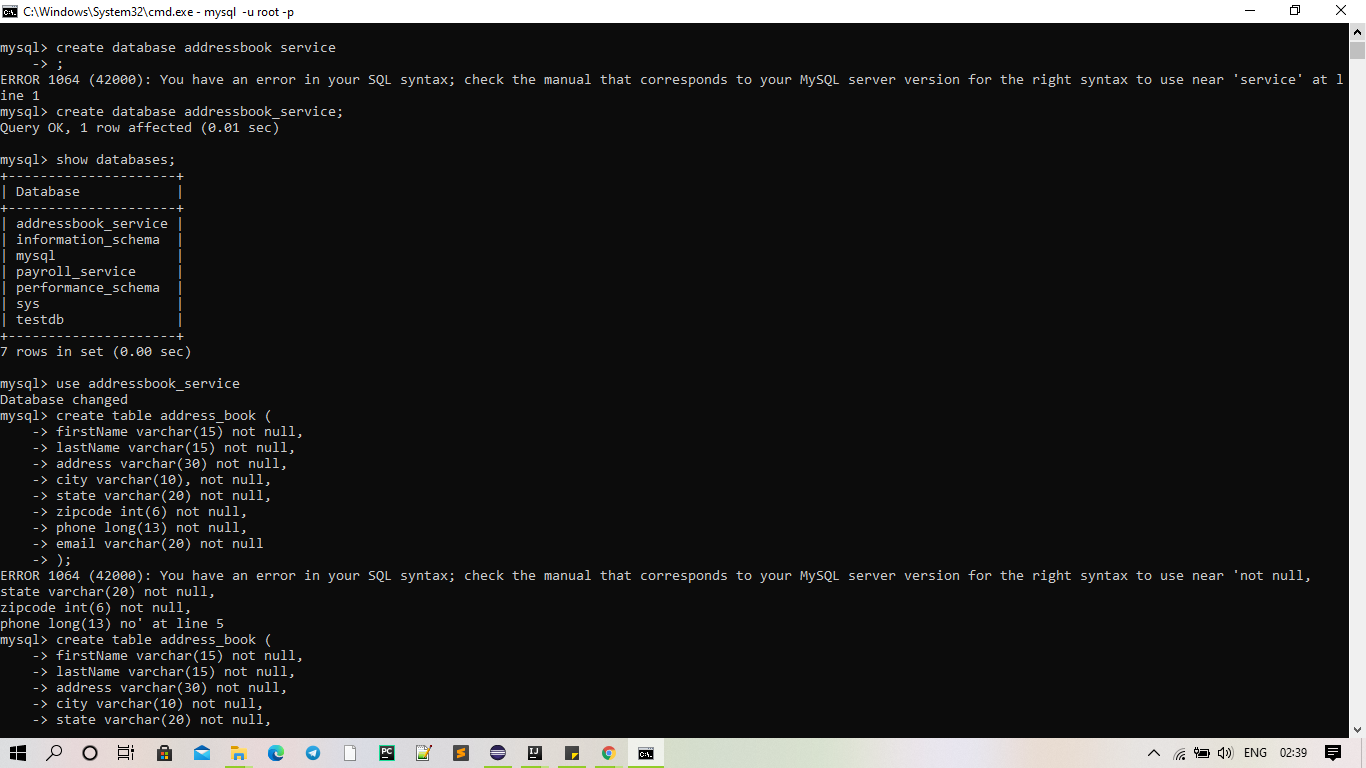 C:\Windows\System32\cmd.exe - mysql  -u root -p
mysql> create database addressbook service
    -> ;
ERROR 1064 (42000): You have an error in your SQL syntax; check the manual that corresponds to your MySQL server version for the right syntax to use near 'service' at l
ine 1
mysql> create database addressbook_service;
Query OK, 1 row affected (0.01 sec)
mysql> show databases;
+---------------------+
| Database            |
+---------------------+
| addressbook_service |
| information_schema  |
| mysql               |
| payroll_service     |
| performance_schema  |
| sys                 |
| testdb              |
+---------------------+
7 rows in set (0.00 sec)
mysql> use addressbook_service
Database changed
mysql> create table address_book (
    -> firstName varchar(15) not null,
    -> lastName varchar(15) not null,
    -> address varchar(30) not null,
    -> city varchar(10), not null,
    -> state varchar(20) not null,
    -> zipcode int(6) not null,
    -> phone long(13) not null,
    -> email varchar(20) not null
    -> );
ERROR 1064 (42000): You have an error in your SQL syntax; check the manual that corresponds to your MySQL server version for the right syntax to use near 'not null,
state varchar(20) not null,
zipcode int(6) not null,
phone long(13) no' at line 5
mysql> create table address_book (
    -> firstName varchar(15) not null,
    -> lastName varchar(15) not null,
    -> address varchar(30) not null,
    -> city varchar(10) not null,
    -> state varchar(20) not null,
PC
IJ
C:\.
ENG
02:39